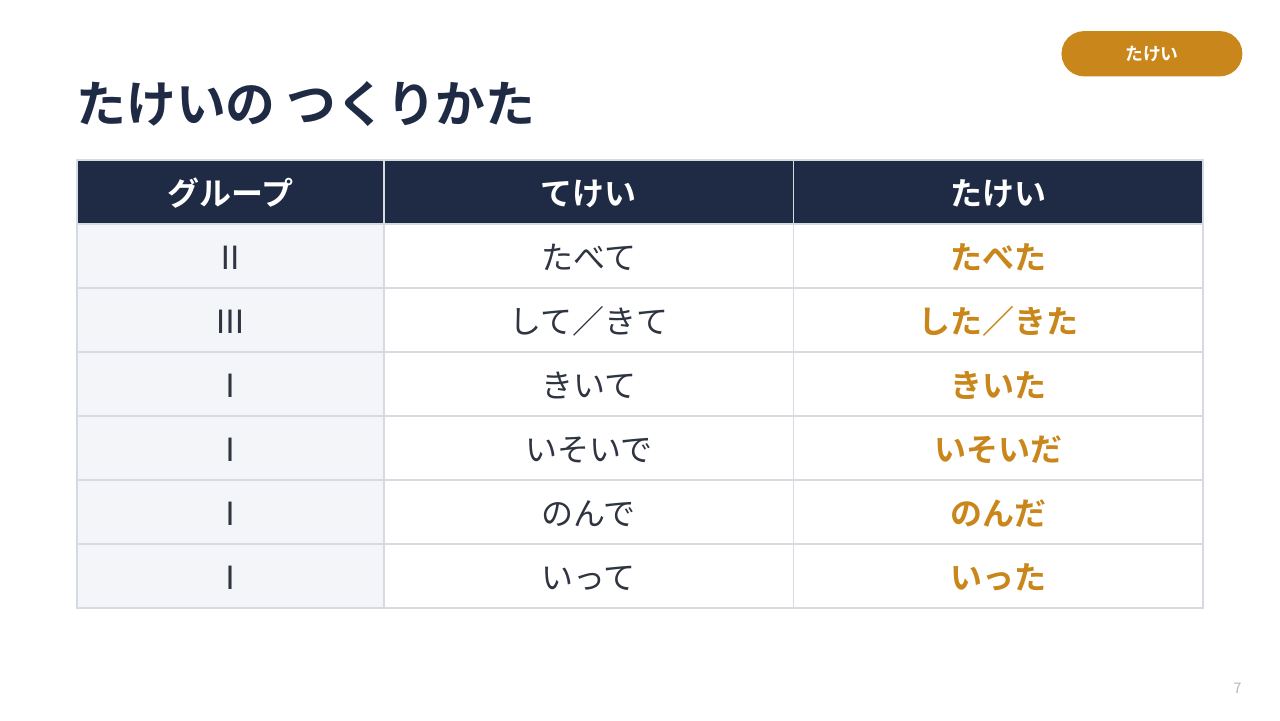 たけい
たけいの つくりかた
グループ てけい たけい
II たべて たべた
III して／きて した／きた
I きいて きいた
I いそいで いそいだ
I のんで のんだ
I いって いった
7